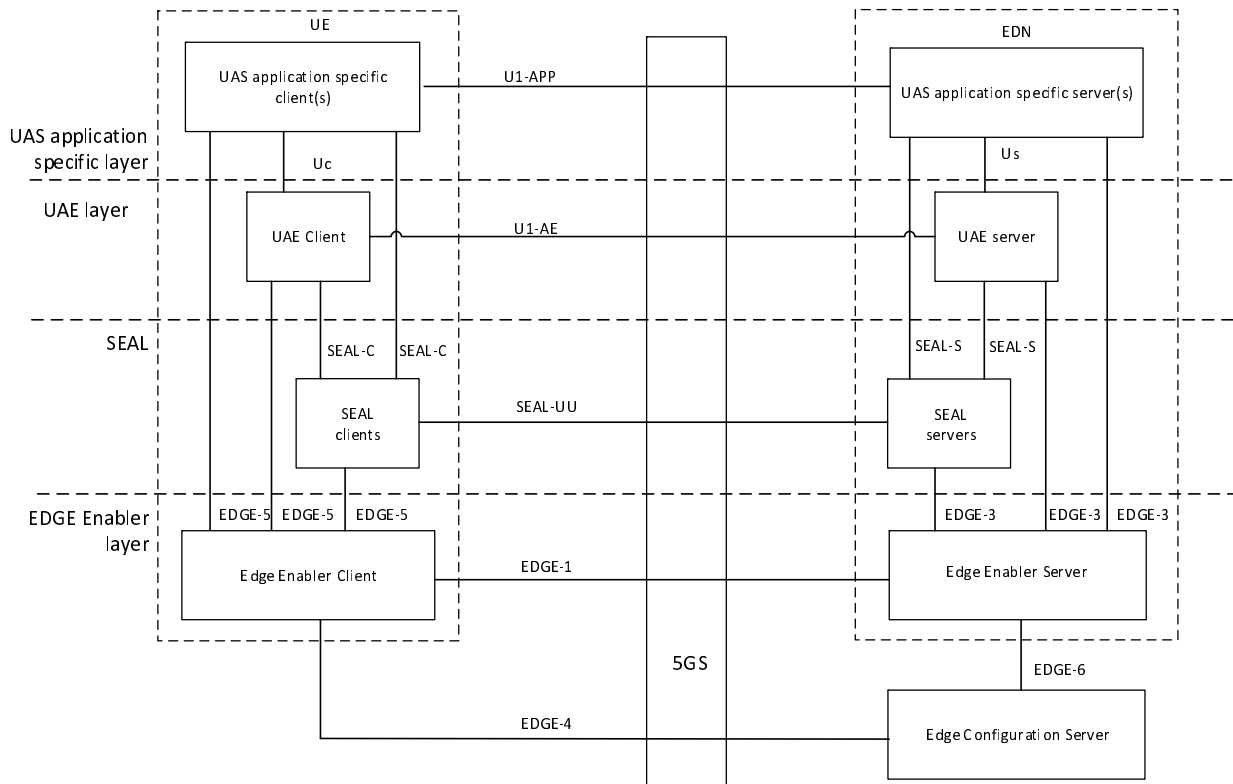 UE
EDN
UAS application specific
client(s)
U1-APP
UAS application specific server(s)
UAS application
specific layer
Uc
Us
UAE layer
UAE Client
U1-AE
UAE server
SEAL
SEAL-C
SEAL-C
SEAL-S
SEAL-S
SEAL
clients
SEAL-UU
SEAL
servers
EDGE Enabler
layer
EDGE-5
EDGE-5
EDGE-5
EDGE-3
EDGE-3
EDGE-3
Edge Enabler Client
EDGE-1
Edge Enabler Server
5GS
EDGE-6
EDGE-4
Edge Configuration Server